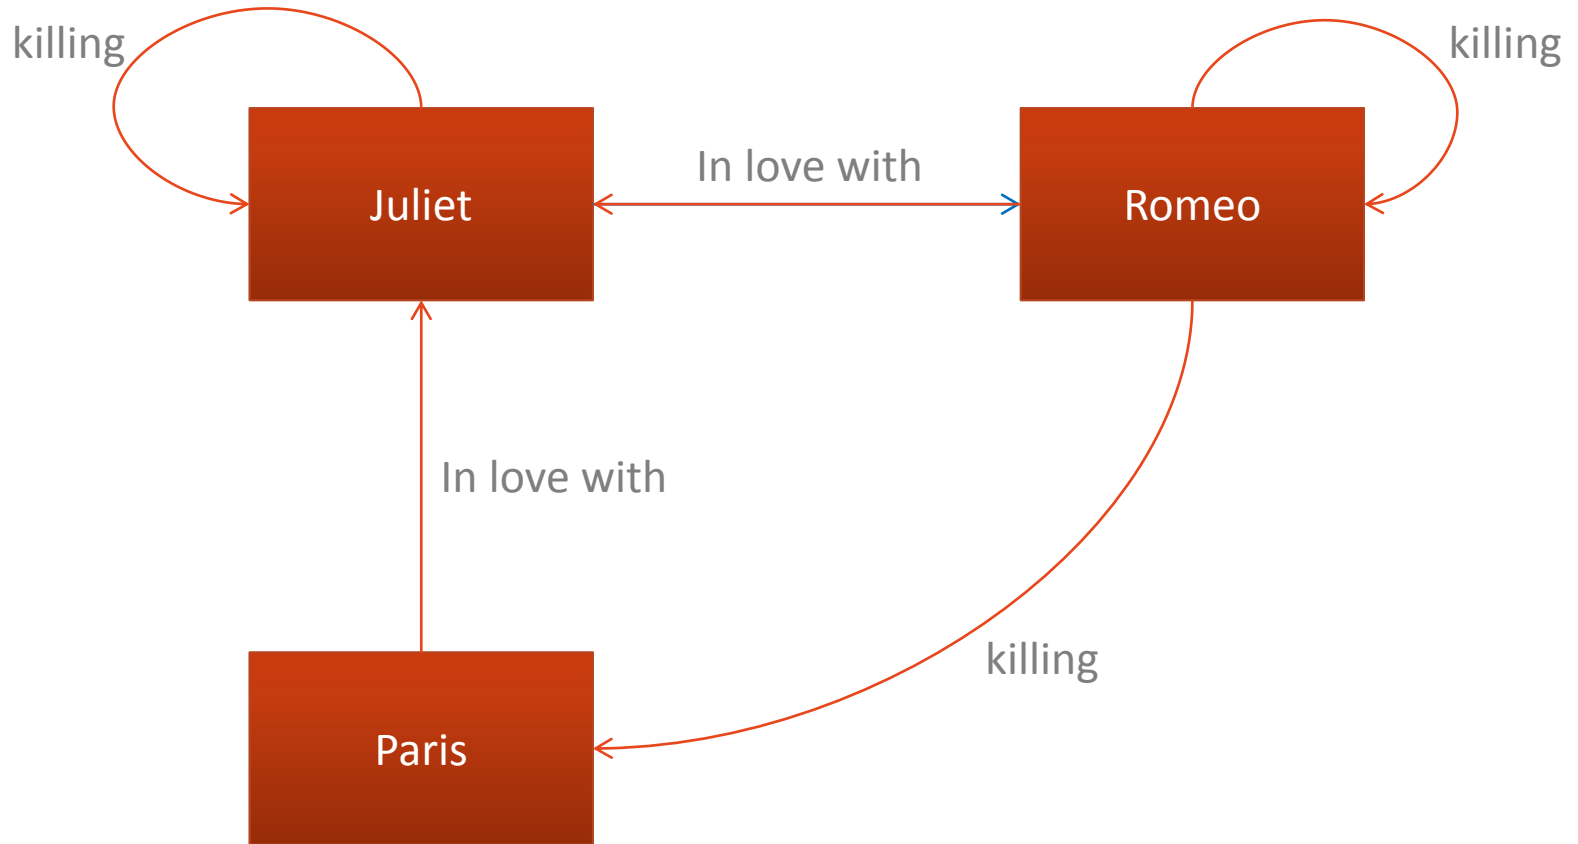 killing
killing
In love with
Juliet
Romeo
In love with
killing
Paris